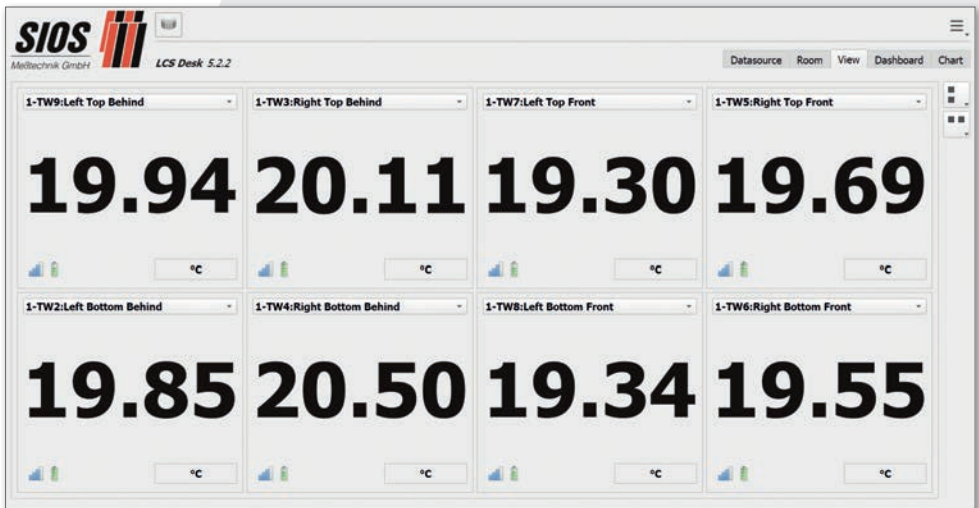 SIOS
Meßtechnik GmbH
LCS Desk 5.2.2
Datasource Room View Dashboard Chart
1-TW9:Left Top Behind
19.94
°C
1-TW3:Right Top Behind
20.11
°C
1-TW7:Left Top Front
19.30
°C
1-TW5:Right Top Front
19.69
°C
1-TW2:Left Bottom Behind
19.85
°C
1-TW4:Right Bottom Behind
20.50
°C
1-TW8:Left Bottom Front
19.34
°C
1-TW6:Right Bottom Front
19.55
°C